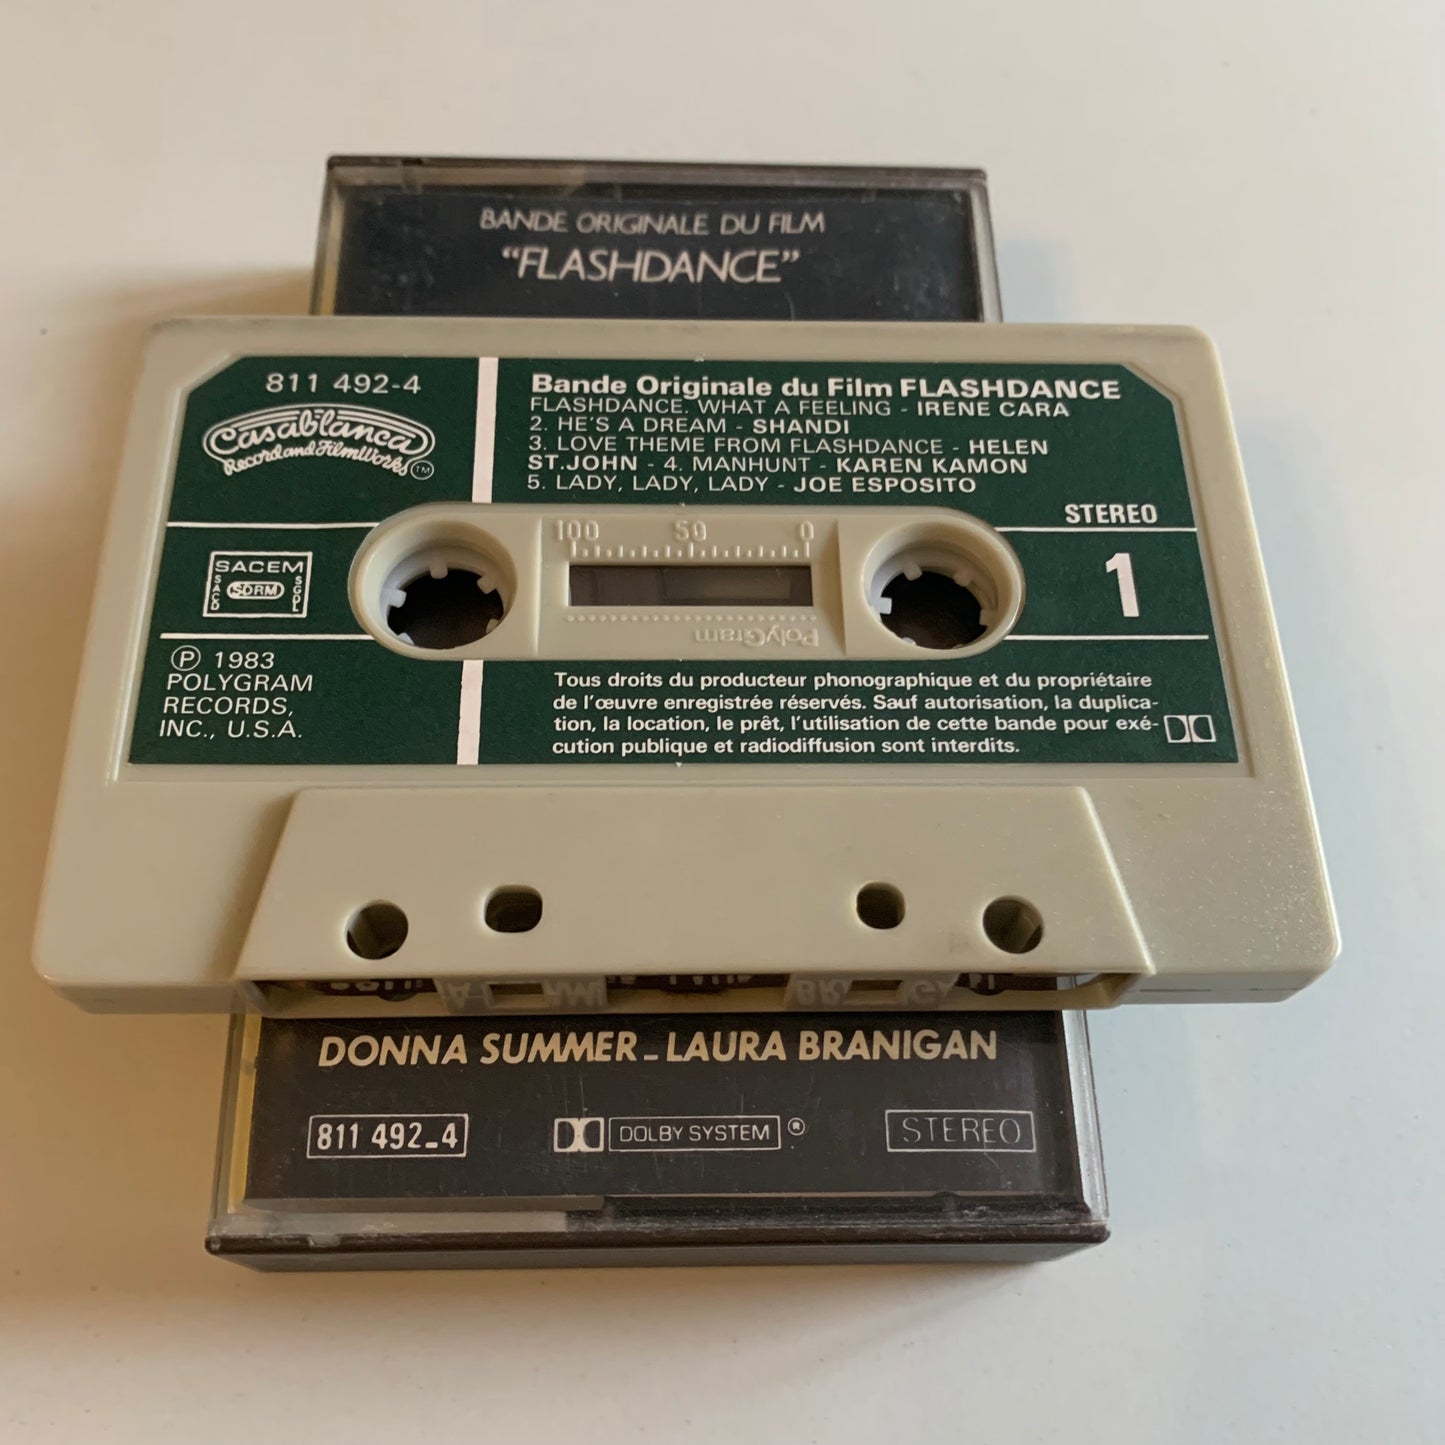 BANDE ORIGINALE DU FILM
“FLASHDANCE”
811 492-4
Casablanca
Record and FilmWorks TM
Bande Originale du Film FLASHDANCE
FLASHDANCE. WHAT A FEELING - IRENE CARA
2. HE'S A DREAM - SHANDI
3. LOVE THEME FROM FLASHDANCE - HELEN
ST.JOHN - 4. MANHUNT - KAREN KAMON
5. LADY, LADY, LADY - JOE ESPOSITO
STEREO
1
100 50 0
PolyGram
SACEM
SACD
SDRM
SGDL
Ⓟ 1983
POLYGRAM
RECORDS,
INC., U.S.A.
Tous droits du producteur phonographique et du propriétaire
de l'œuvre enregistrée réservés. Sauf autorisation, la duplica-
tion, la location, le prêt, l'utilisation de cette bande pour exé-
cution publique et radiodiffusion sont interdits.
DONNA SUMMER_LAURA BRANIGAN
811 492_4
DOLBY SYSTEM ®
STEREO